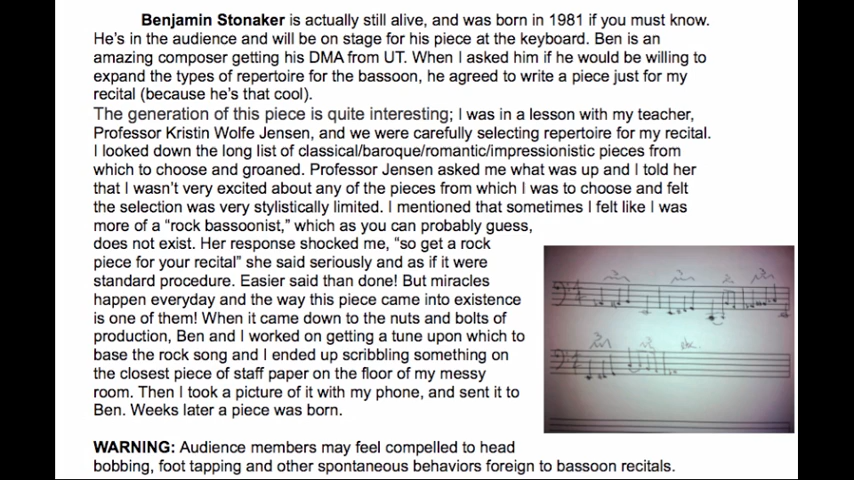 Benjamin Stonaker is actually still alive, and was born in 1981 if you must know.
He's in the audience and will be on stage for his piece at the keyboard. Ben is an
amazing composer getting his DMA from UT. When I asked him if he would be willing to
expand the types of repertoire for the bassoon, he agreed to write a piece just for my
recital (because he's that cool).
The generation of this piece is quite interesting; I was in a lesson with my teacher,
Professor Kristin Wolfe Jensen, and we were carefully selecting repertoire for my recital.
I looked down the long list of classical/baroque/romantic/impressionistic pieces from
which to choose and groaned. Professor Jensen asked me what was up and I told her
that I wasn't very excited about any of the pieces from which I was to choose and felt
the selection was very stylistically limited. I mentioned that sometimes I felt like I was
more of a "rock bassoonist," which as you can probably guess,
does not exist. Her response shocked me, "so get a rock
piece for your recital" she said seriously and as if it were
standard procedure. Easier said than done! But miracles
happen everyday and the way this piece came into existence
is one of them! When it came down to the nuts and bolts of
production, Ben and I worked on getting a tune upon which to
base the rock song and I ended up scribbling something on
the closest piece of staff paper on the floor of my messy
room. Then I took a picture of it with my phone, and sent it to
Ben. Weeks later a piece was born.
WARNING: Audience members may feel compelled to head
bobbing, foot tapping and other spontaneous behaviors foreign to bassoon recitals.